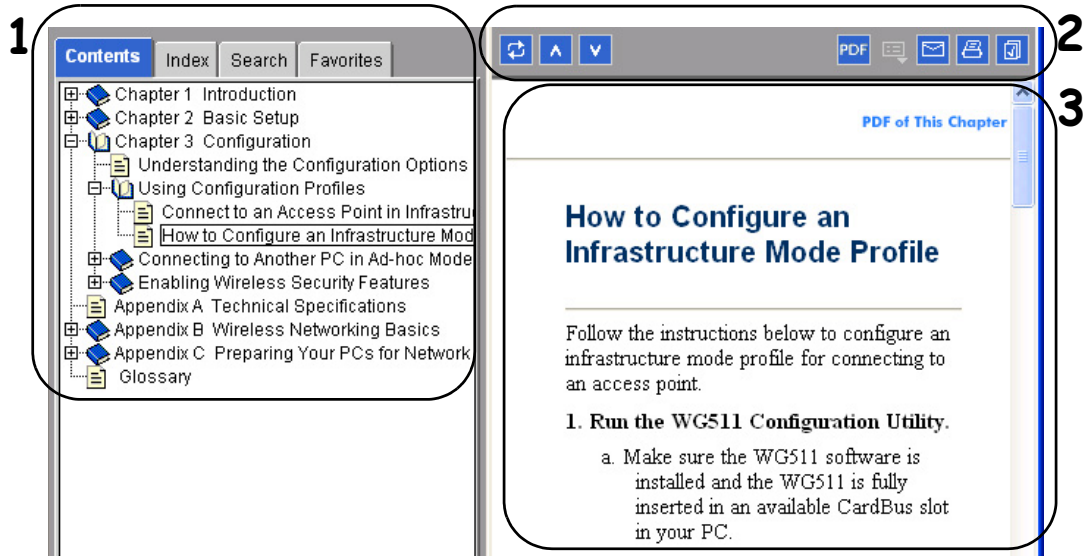 1
Contents Index Search Favorites
Chapter 1 Introduction
Chapter 2 Basic Setup
Chapter 3 Configuration
Understanding the Configuration Options
Using Configuration Profiles
Connect to an Access Point in Infrastru
How to Configure an Infrastructure Mod
Connecting to Another PC in Ad-hoc Mode
Enabling Wireless Security Features
Appendix A Technical Specifications
Appendix B Wireless Networking Basics
Appendix C Preparing Your PCs for Network
Glossary
2
PDF
3
PDF of This Chapter
How to Configure an
Infrastructure Mode Profile
Follow the instructions below to configure an
infrastructure mode profile for connecting to
an access point.
1. Run the WG511 Configuration Utility.
a. Make sure the WG511 software is
installed and the WG511 is fully
inserted in an available CardBus slot
in your PC.